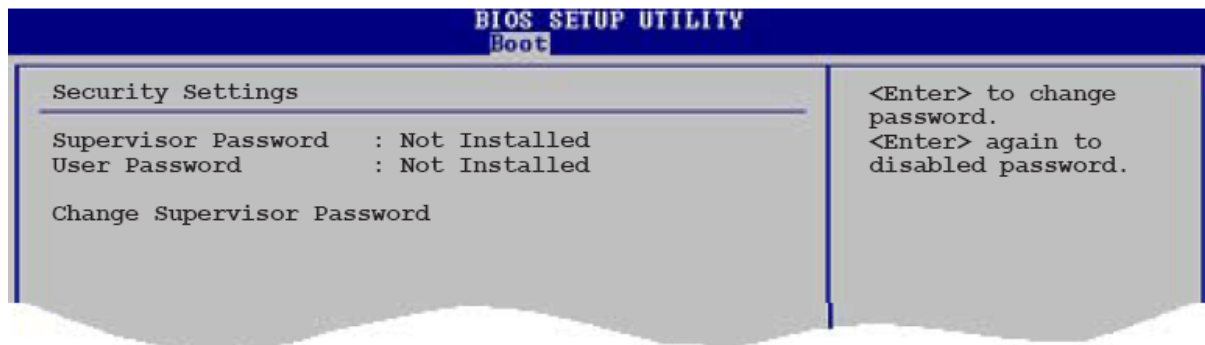 BIOS SETUP UTILITY
Boot
Security Settings
Supervisor Password : Not Installed
User Password : Not Installed
Change Supervisor Password
<Enter> to change
password.
<Enter> again to
disabled password.